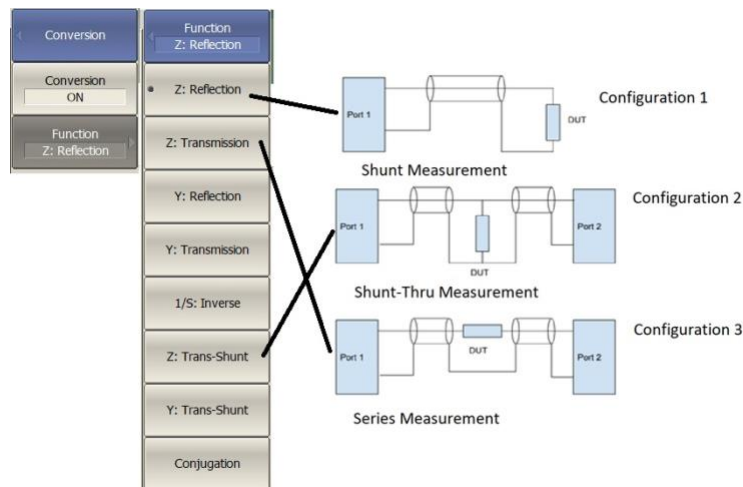 Conversion
Conversion
ON
Function
Z: Reflection
Function
Z: Reflection
Z: Reflection
Z: Transmission
Y: Reflection
Y: Transmission
1/S: Inverse
Z: Trans-Shunt
Y: Trans-Shunt
Conjugation
Port 1
DUT
Configuration 1
Shunt Measurement
Port 1
DUT
Port 2
Configuration 2
Shunt-Thru Measurement
Port 1
DUT
Port 2
Configuration 3
Series Measurement